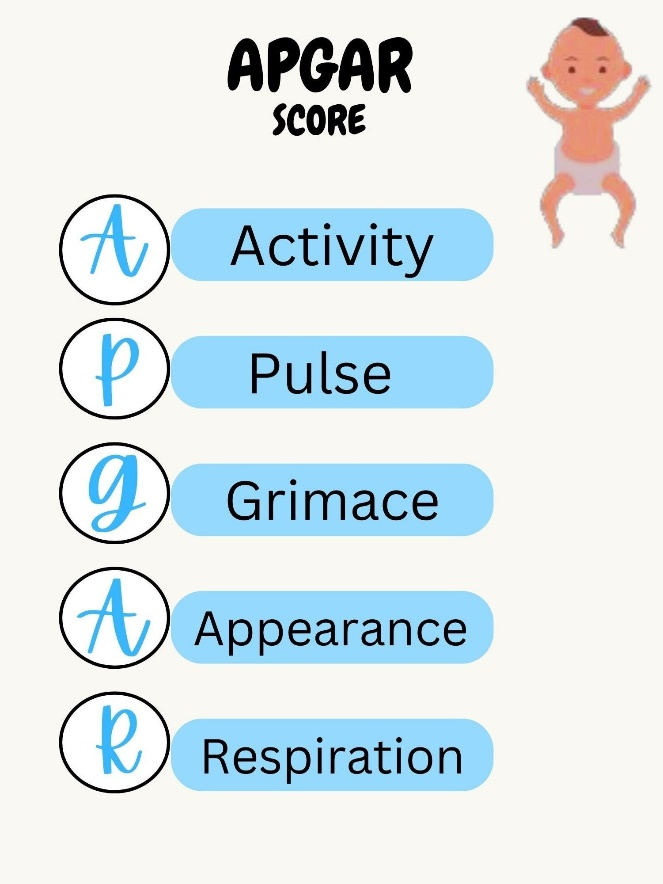 APGAR
SCORE
A Activity
P Pulse
g Grimace
A Appearance
R Respiration